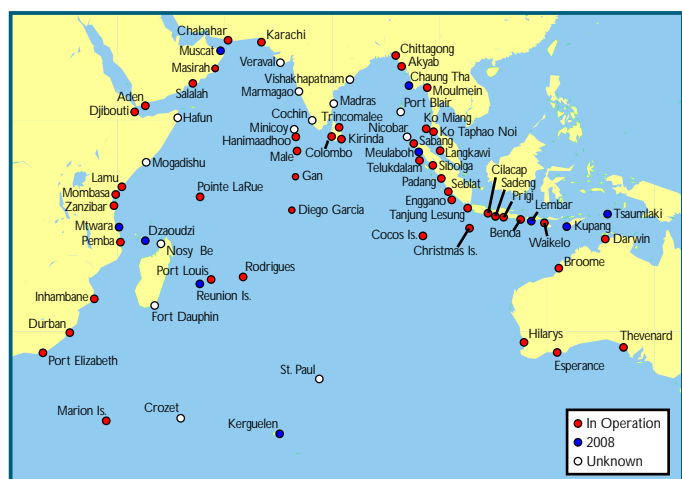 Chabahar
Karachi
Muscat
Masirah
Salalah
Veraval
Vishakhapatnam
Marmagao
Chittagong
Akyab
Chaung Tha
Moulmein
Aden
Djibouti
Hafun
Madras
Port Blair
Cochin
Trincomalee
Minicoy
Hanimaadhoo
Kirinda
Colombo
Male
Nicobar
Ko Miang
Ko Taphao Noi
Sabang
Meulaboh
Langkawi
Telukdalam
Sibolga
Cilacap
Sadeng
Prigi
Mogadishu
Lamu
Mombasa
Zanzibar
Pointe LaRue
Gan
Diego Garcia
Padang
Seblat
Enggano
Tanjung Lesung
Lembar
Tsaumlaki
Mtwara
Pemba
Dzaoudzi
Nosy Be
Benoa
Kupang
Waikelo
Darwin
Cocos Is.
Christmas Is.
Broome
Port Louis
Rodrigues
Reunion Is.
Inhambane
Fort Dauphin
Durban
Port Elizabeth
Hilarys
Thevenard
Esperance
St. Paul
Marion Is.
Crozet
Kerguelen
In Operation
2008
Unknown